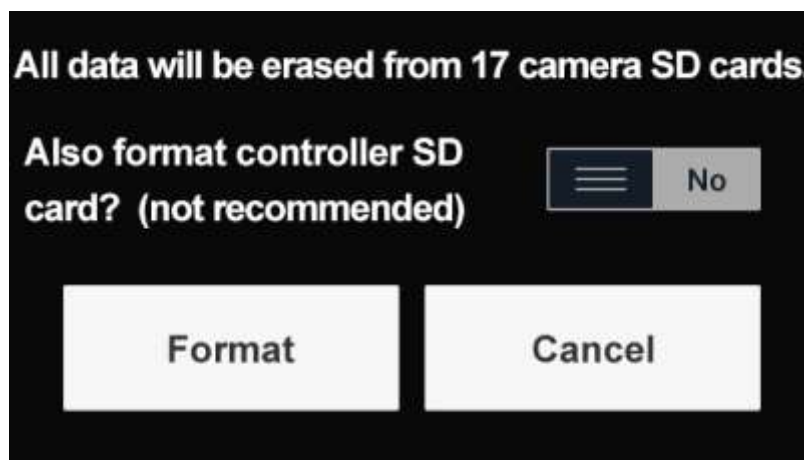 All data will be erased from 17 camera SD cards
Also format controller SD
card? (not recommended)
No
Format
Cancel